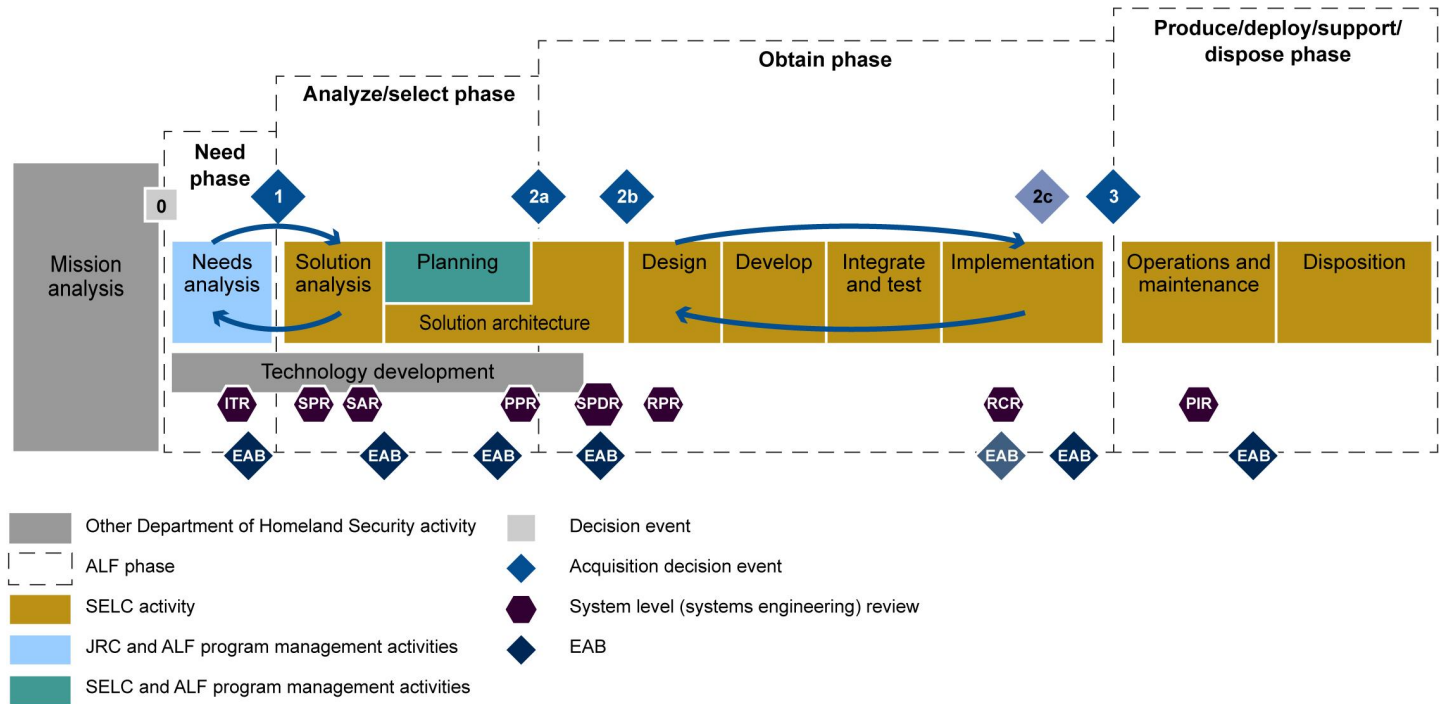 Produce/deploy/support/
dispose phase
Obtain phase
Analyze/select phase
Need
phase
0
1
2a
2b
2c
3
Mission
analysis
Needs
analysis
Solution
analysis
Planning
Solution architecture
Design
Develop
Integrate
and test
Implementation
Operations and
maintenance
Disposition
Technology development
ITR
SPR
SAR
PPR
SPDR
RPR
RCR
PIR
EAB
EAB
EAB
EAB
EAB
EAB
EAB
Other Department of Homeland Security activity
ALF phase
SELC activity
JRC and ALF program management activities
SELC and ALF program management activities
Decision event
Acquisition decision event
System level (systems engineering) review
EAB